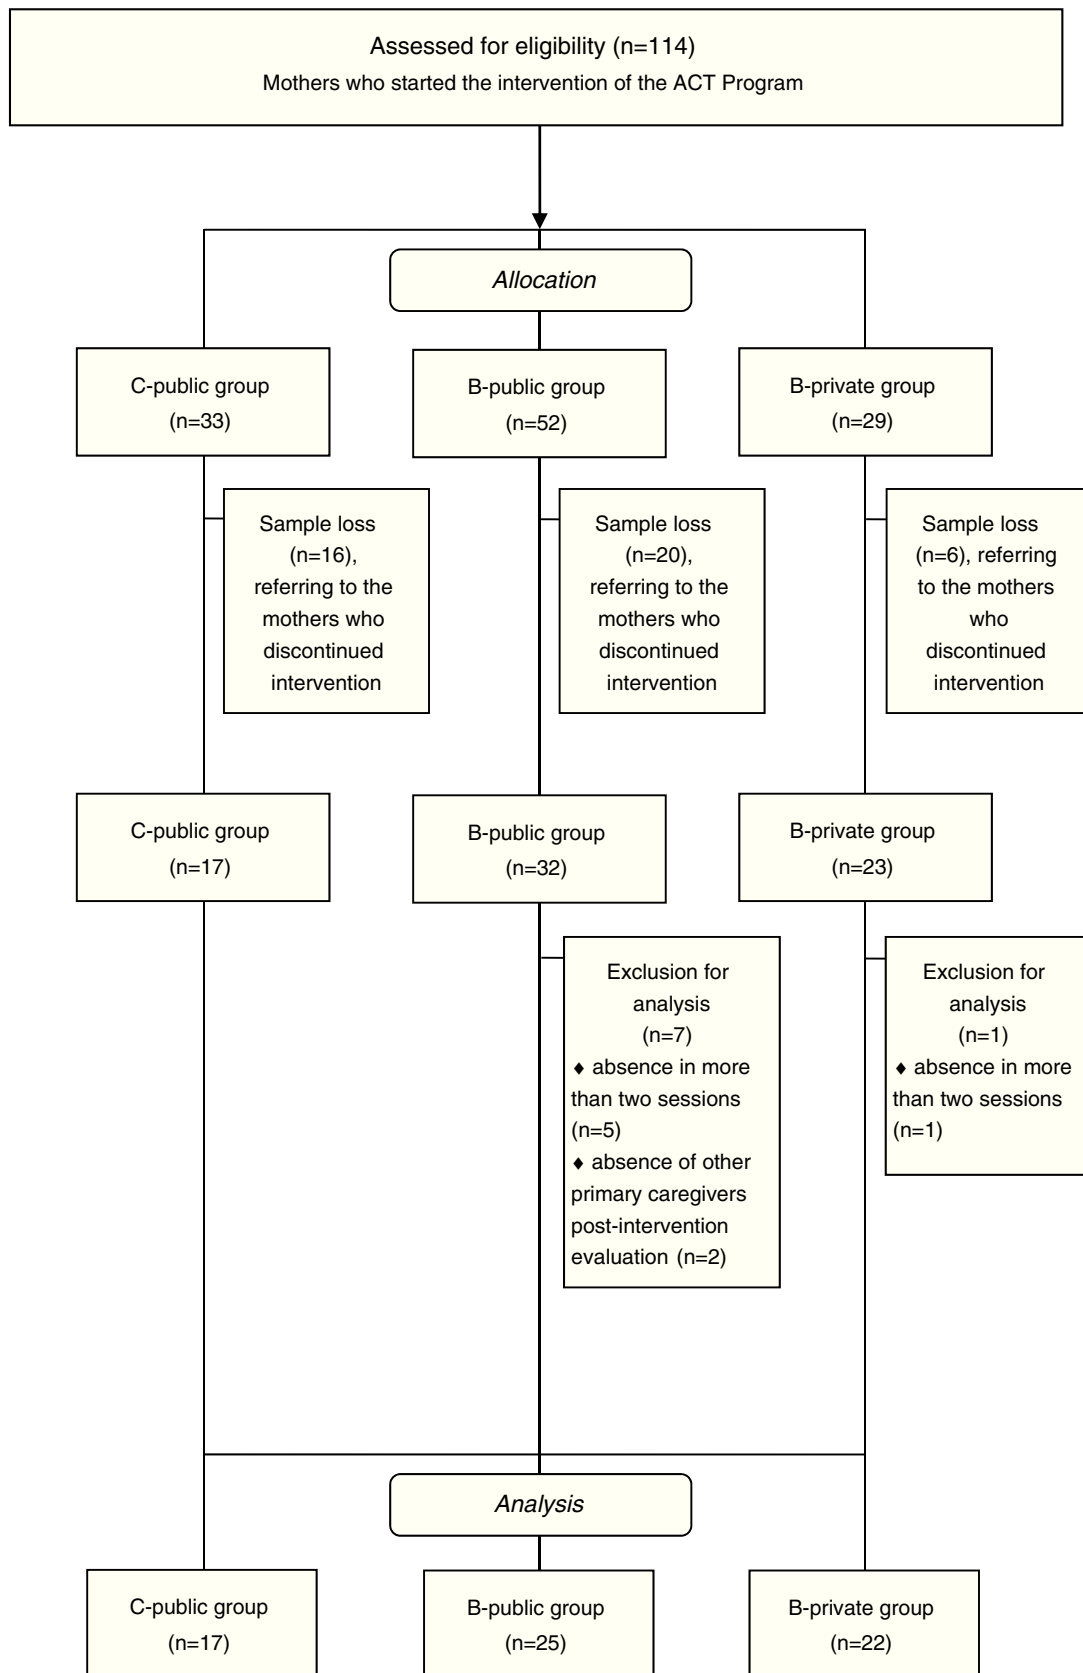 Assessed for eligibility (n=114)
Mothers who started the intervention of the ACT Program
Allocation
C-public group
(n=33)
B-public group
(n=52)
B-private group
(n=29)
Sample loss
(n=16),
referring to the
mothers who
discontinued
intervention
Sample loss
(n=20),
referring to the
mothers who
discontinued
intervention
Sample loss
(n=6), referring
to the mothers
who
discontinued
intervention
C-public group
(n=17)
B-public group
(n=32)
B-private group
(n=23)
Exclusion for
analysis
(n=7)
♦ absence in more
than two sessions
(n=5)
♦ absence of other
primary caregivers
post-intervention
evaluation (n=2)
Exclusion for
analysis
(n=1)
♦ absence in more
than two sessions
(n=1)
Analysis
C-public group
(n=17)
B-public group
(n=25)
B-private group
(n=22)